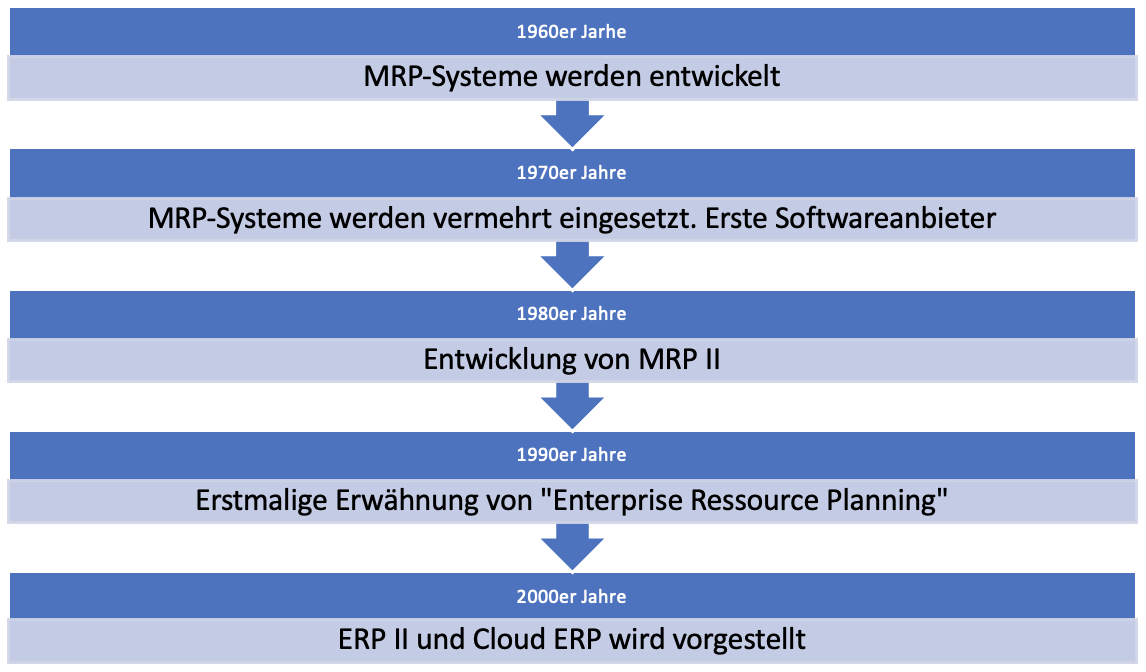 1960er Jarhe
MRP-Systeme werden entwickelt
1970er Jahre
MRP-Systeme werden vermehrt eingesetzt. Erste Softwareanbieter
1980er Jahre
Entwicklung von MRP II
1990er Jahre
Erstmalige Erwähnung von "Enterprise Ressource Planning"
2000er Jahre
ERP II und Cloud ERP wird vorgestellt